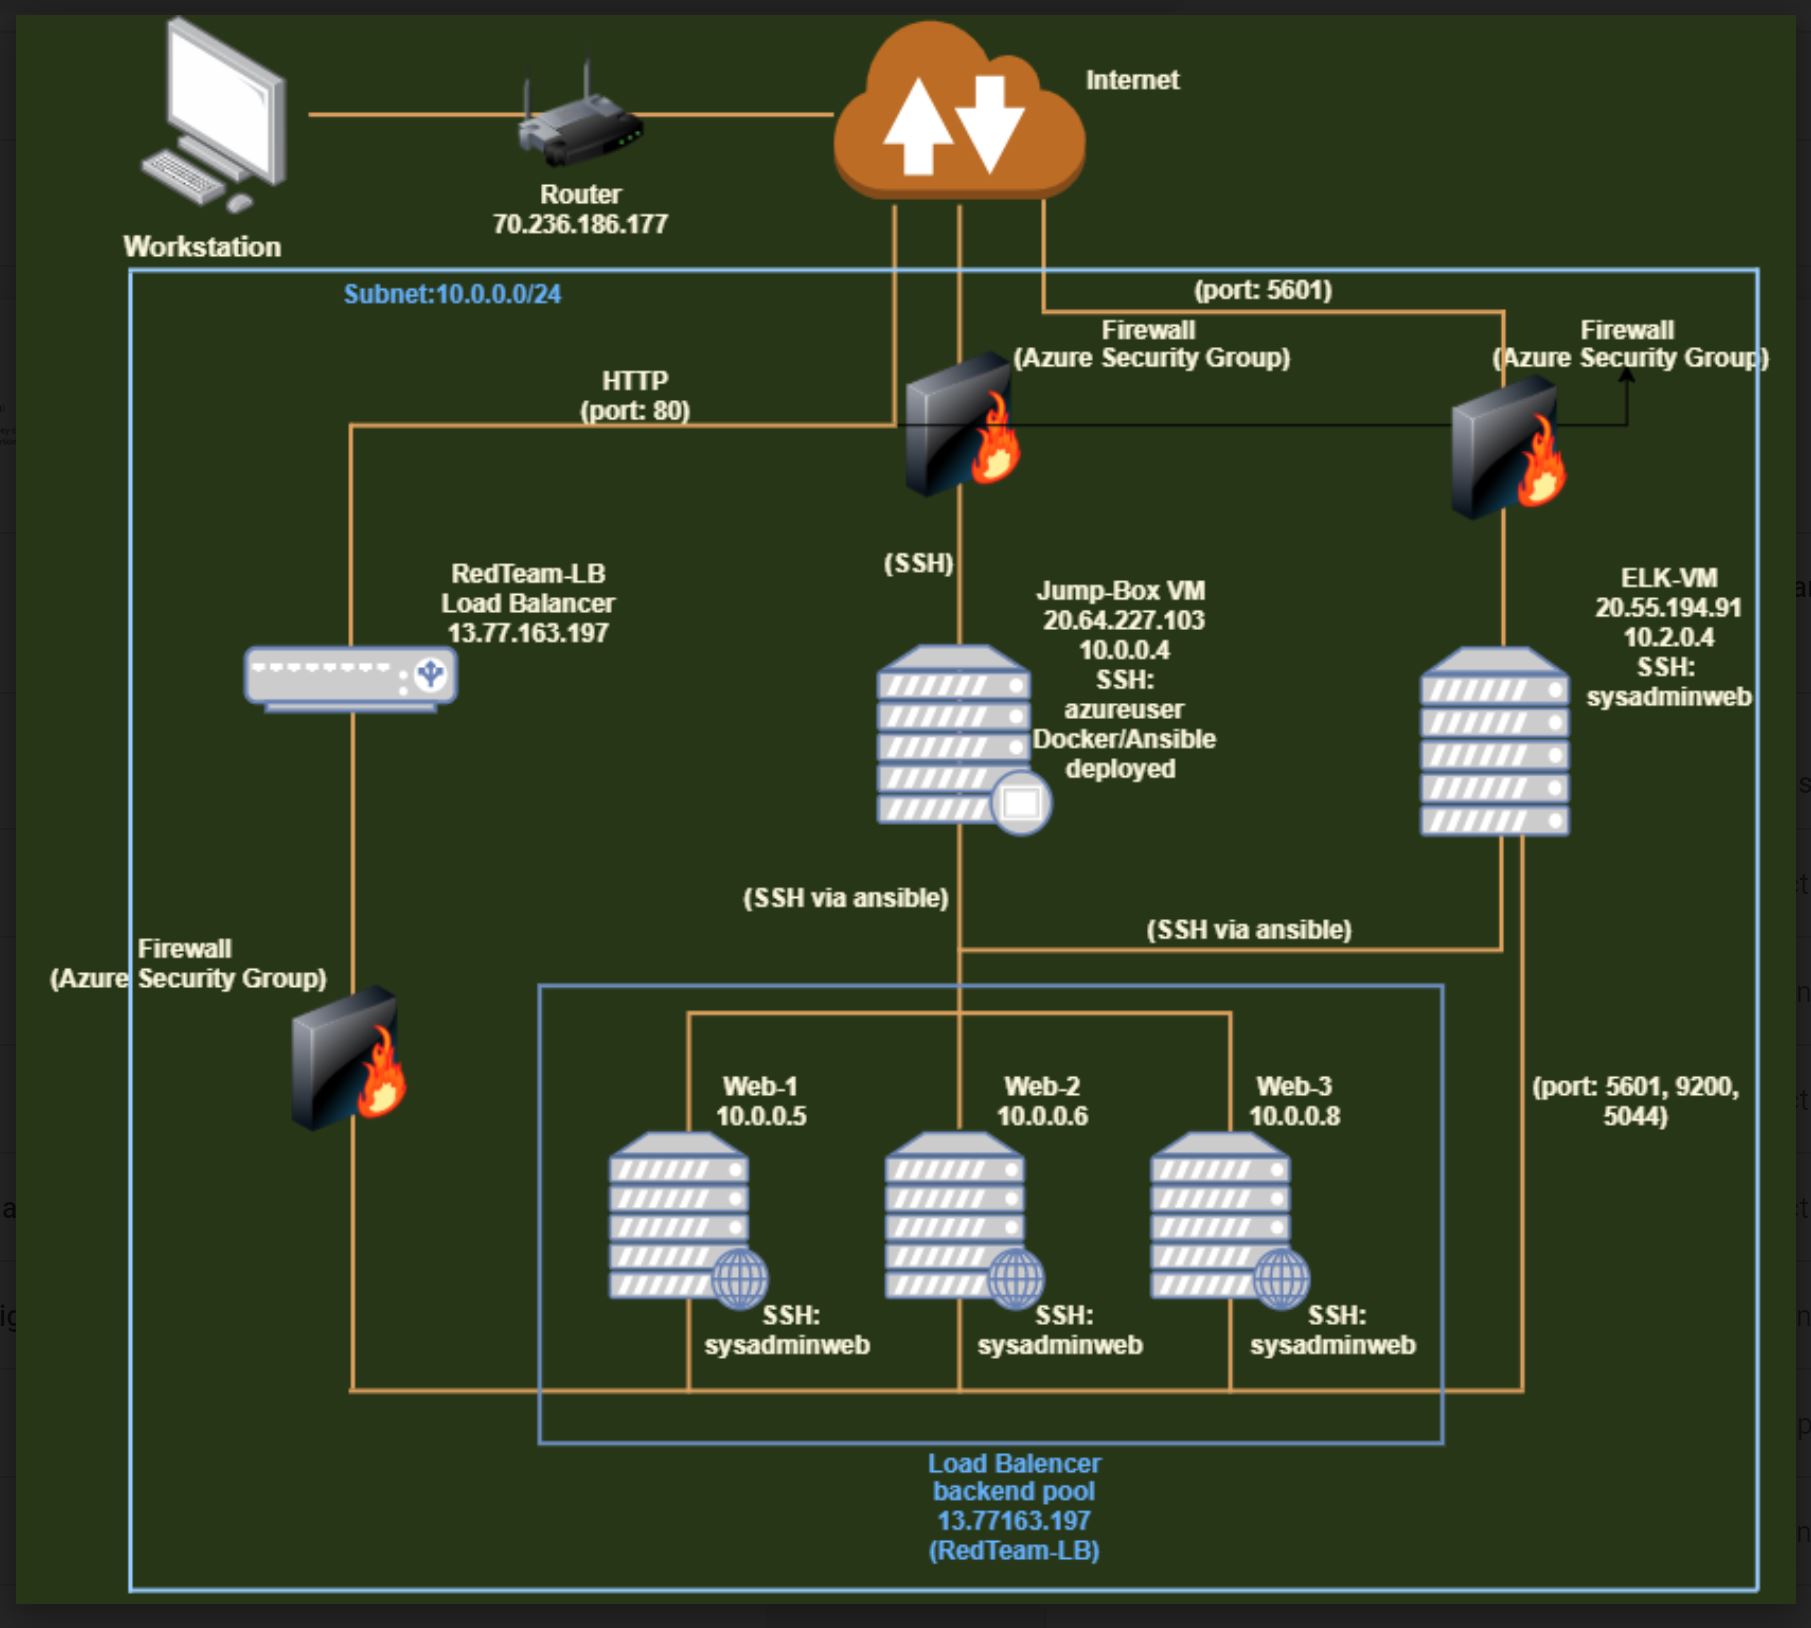 Internet
Router
70.236.186.177
Workstation
Subnet:10.0.0.0/24
(port: 5601)
Firewall
(Azure Security Group)
Firewall
(Azure Security Group)
HTTP
(port: 80)
(SSH)
RedTeam-LB
Load Balancer
13.77.163.197
Jump-Box VM
20.64.227.103
10.0.0.4
SSH:
azureuser
Docker/Ansible
deployed
ELK-VM
20.55.194.91
10.2.0.4
SSH:
sysadminweb
(SSH via ansible)
(SSH via ansible)
Firewall
(Azure Security Group)
Web-1
10.0.0.5
Web-2
10.0.0.6
Web-3
10.0.0.8
(port: 5601, 9200,
5044)
SSH:
sysadminweb
SSH:
sysadminweb
SSH:
sysadminweb
Load Balencer
backend pool
13.77163.197
(RedTeam-LB)